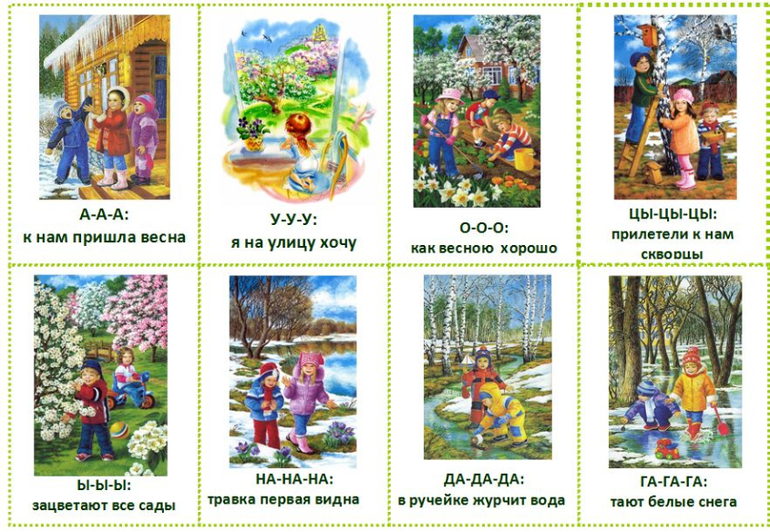 А-А-А:
к нам пришла весна
У-У-У:
я на улицу хочу
О-О-О:
как весною хорошо
ЦЫ-ЦЫ-ЦЫ:
прилетели к нам
скворцы
Ы-Ы-Ы:
зацветают все сады
НА-НА-НА:
травка первая видна
ДА-ДА-ДА:
в ручейке журчит вода
ГА-ГА-ГА:
тают белые снега